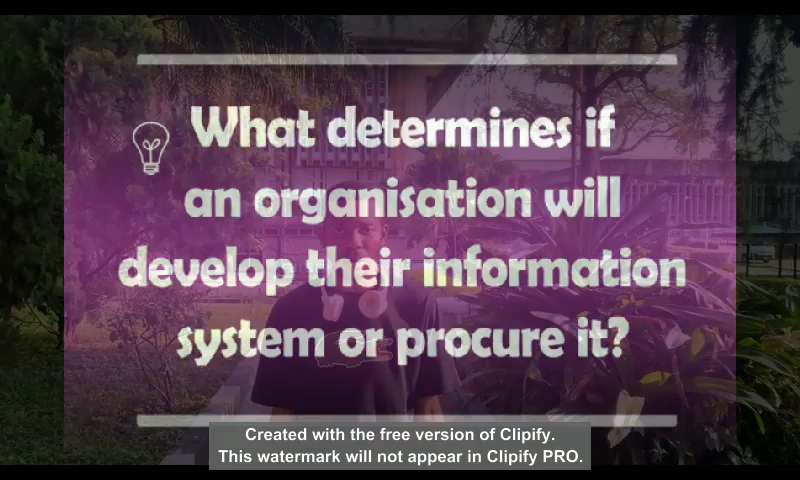 What determines if
an organisation will
develop their information
system or procure it?
Created with the free version of Clipify.
This watermark will not appear in Clipify PRO.